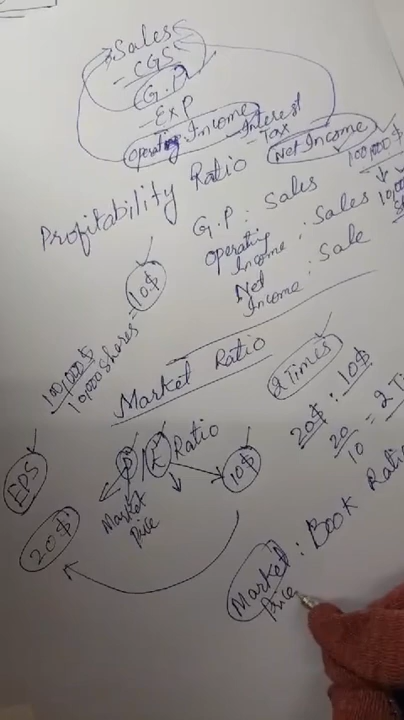 Sales
- CGS
G.P
- Exp
Operating Income
- Interest
- Tax
Net Income
100,000$
Profitability Ratio
G.P : Sales
Operating Income : Sales
Net Income : Sale
100,000$
10,000 Shares = 10$
Market Ratio
2 Times
P/E Ratio
20$ : 10$
20
10
= 2 Ti
EPS
Market Price
10$
20$
Market Price : Book Ratio